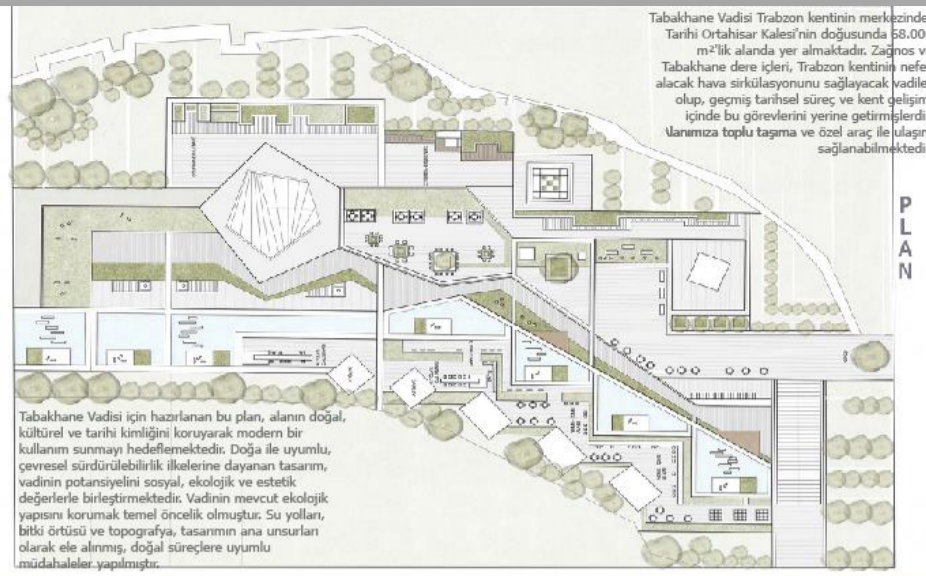 Tabakhane Vadisi Trabzon kentinin merkezinde
Tarihi Ortahisar Kalesi'nin doğusunda 68.00
m²'lik alanda yer almaktadır. Zağnos v
Tabakhane dere içleri, Trabzon kentinin nefe
alacak hava sirkülasyonunu sağlayacak vadile
olup, geçmiş tarihsel süreç ve kent gelişim
içinde bu görevlerini yerine getirmişlerdi
Alanımıza toplu taşıma ve özel araç ile ulaşım
sağlanabilmektedi
PLAN
Tabakhane Vadisi için hazırlanan bu plan, alanın doğal,
kültürel ve tarihi kimliğini koruyarak modern bir
kullanım sunmayı hedeflemektedir. Doğa ile uyumlu,
çevresel sürdürülebilirlik ilkelerine dayanan tasarım,
vadinin potansiyelini sosyal, ekolojik ve estetik
değerlerle birleştirmektedir. Vadinin mevcut ekolojik
yapısını korumak temel öncelik olmuştur. Su yolları,
bitki örtüsü ve topografya, tasarımın ana unsurları
olarak ele alınmış, doğal süreçlere uyumlu
müdahaleler yapılmıştır.